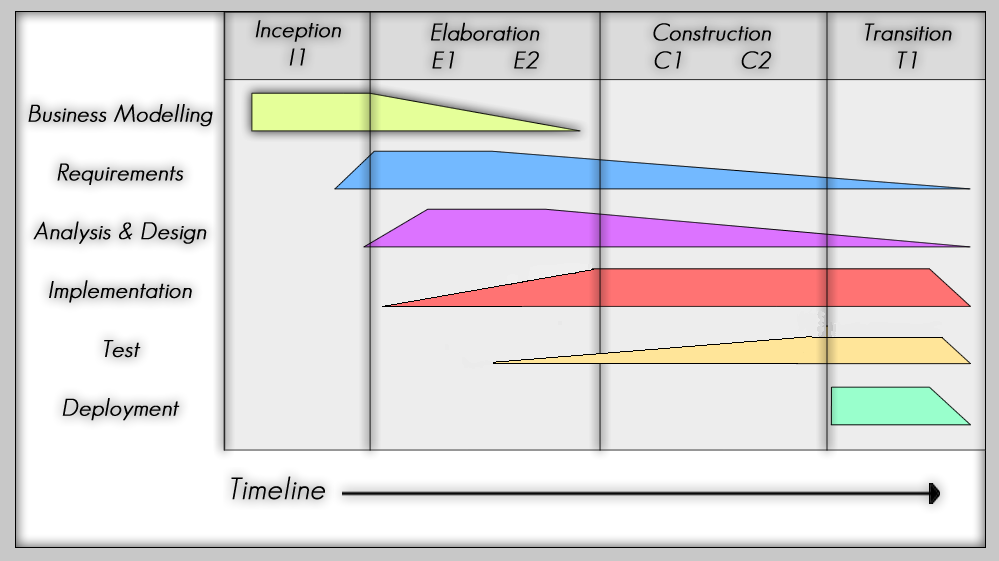 Inception
I1
Elaboration
E1 E2
Construction
C1 C2
Transition
T1
Business Modelling
Requirements
Analysis & Design
Implementation
Test
Deployment
Timeline